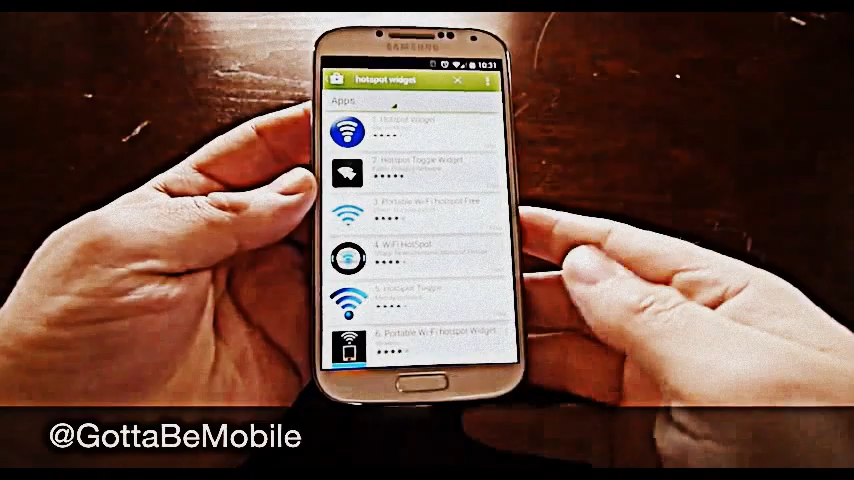 SAMSUNG
10:31
hotspot widget
Apps
1. Hotspot Widget
2. Hotspot Toggle Widget
3. Portable Wi-Fi hotspot Free
4. WiFi HotSpot
5. Hotspot Toggle
6. Portable Wi-Fi hotspot Widget
@GottaBeMobile